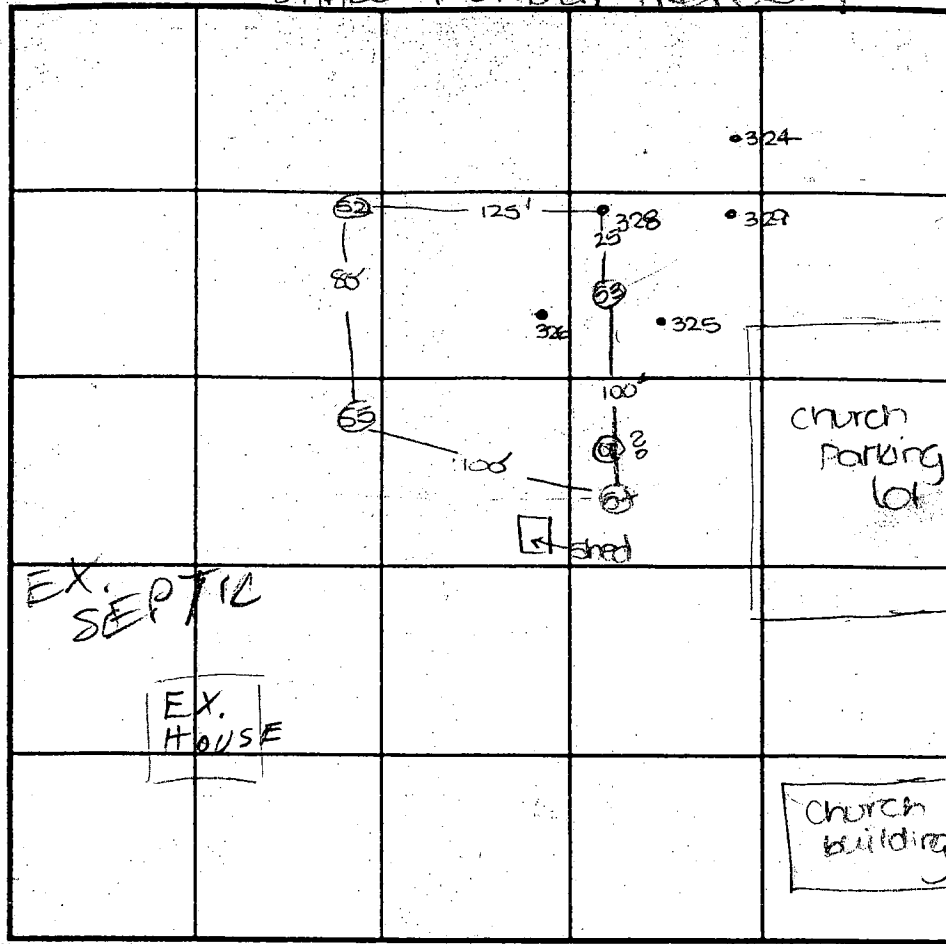 324
52
125'
328
329
25'
80'
53
326
325
100'
church
parking
lot
55
100'
shed
EX.
SEPTIC
EX.
HOUSE
church
building